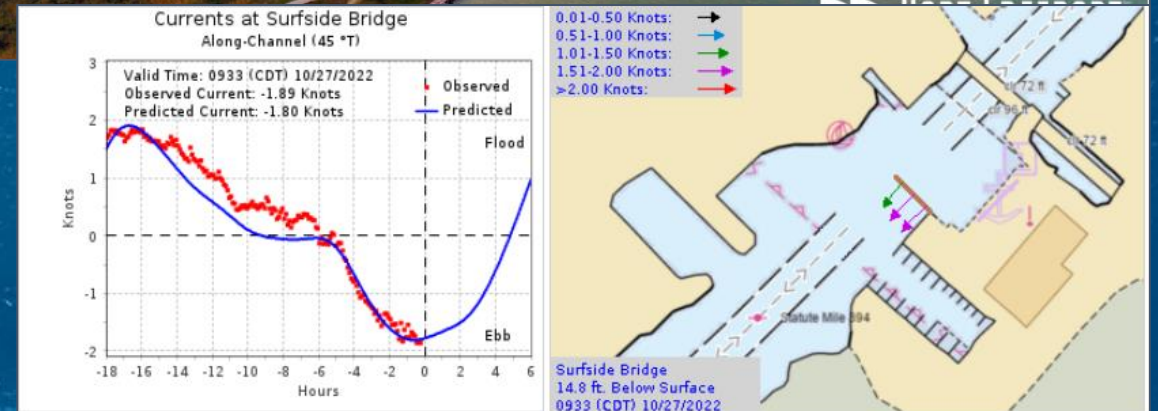 Currents at Surfside Bridge
Along-Channel (45 °T)
Valid Time: 0933 (CDT) 10/27/2022
Observed Current: -1.89 Knots
Predicted Current: -1.80 Knots
Observed
Predicted
Flood
Ebb
Knots
3
2
1
0
-1
-2
-18 -16 -14 -12 -10 -8 -6 -4 -2 0 2 4 6
Hours
0.01-0.50 Knots:
0.51-1.00 Knots:
1.01-1.50 Knots:
1.51-2.00 Knots:
>2.00 Knots:
clr 72 ft
clr 96 ft
clr 72 ft
Statute Mile 394
Surfside Bridge
14.8 ft. Below Surface
0933 (CDT) 10/27/2022